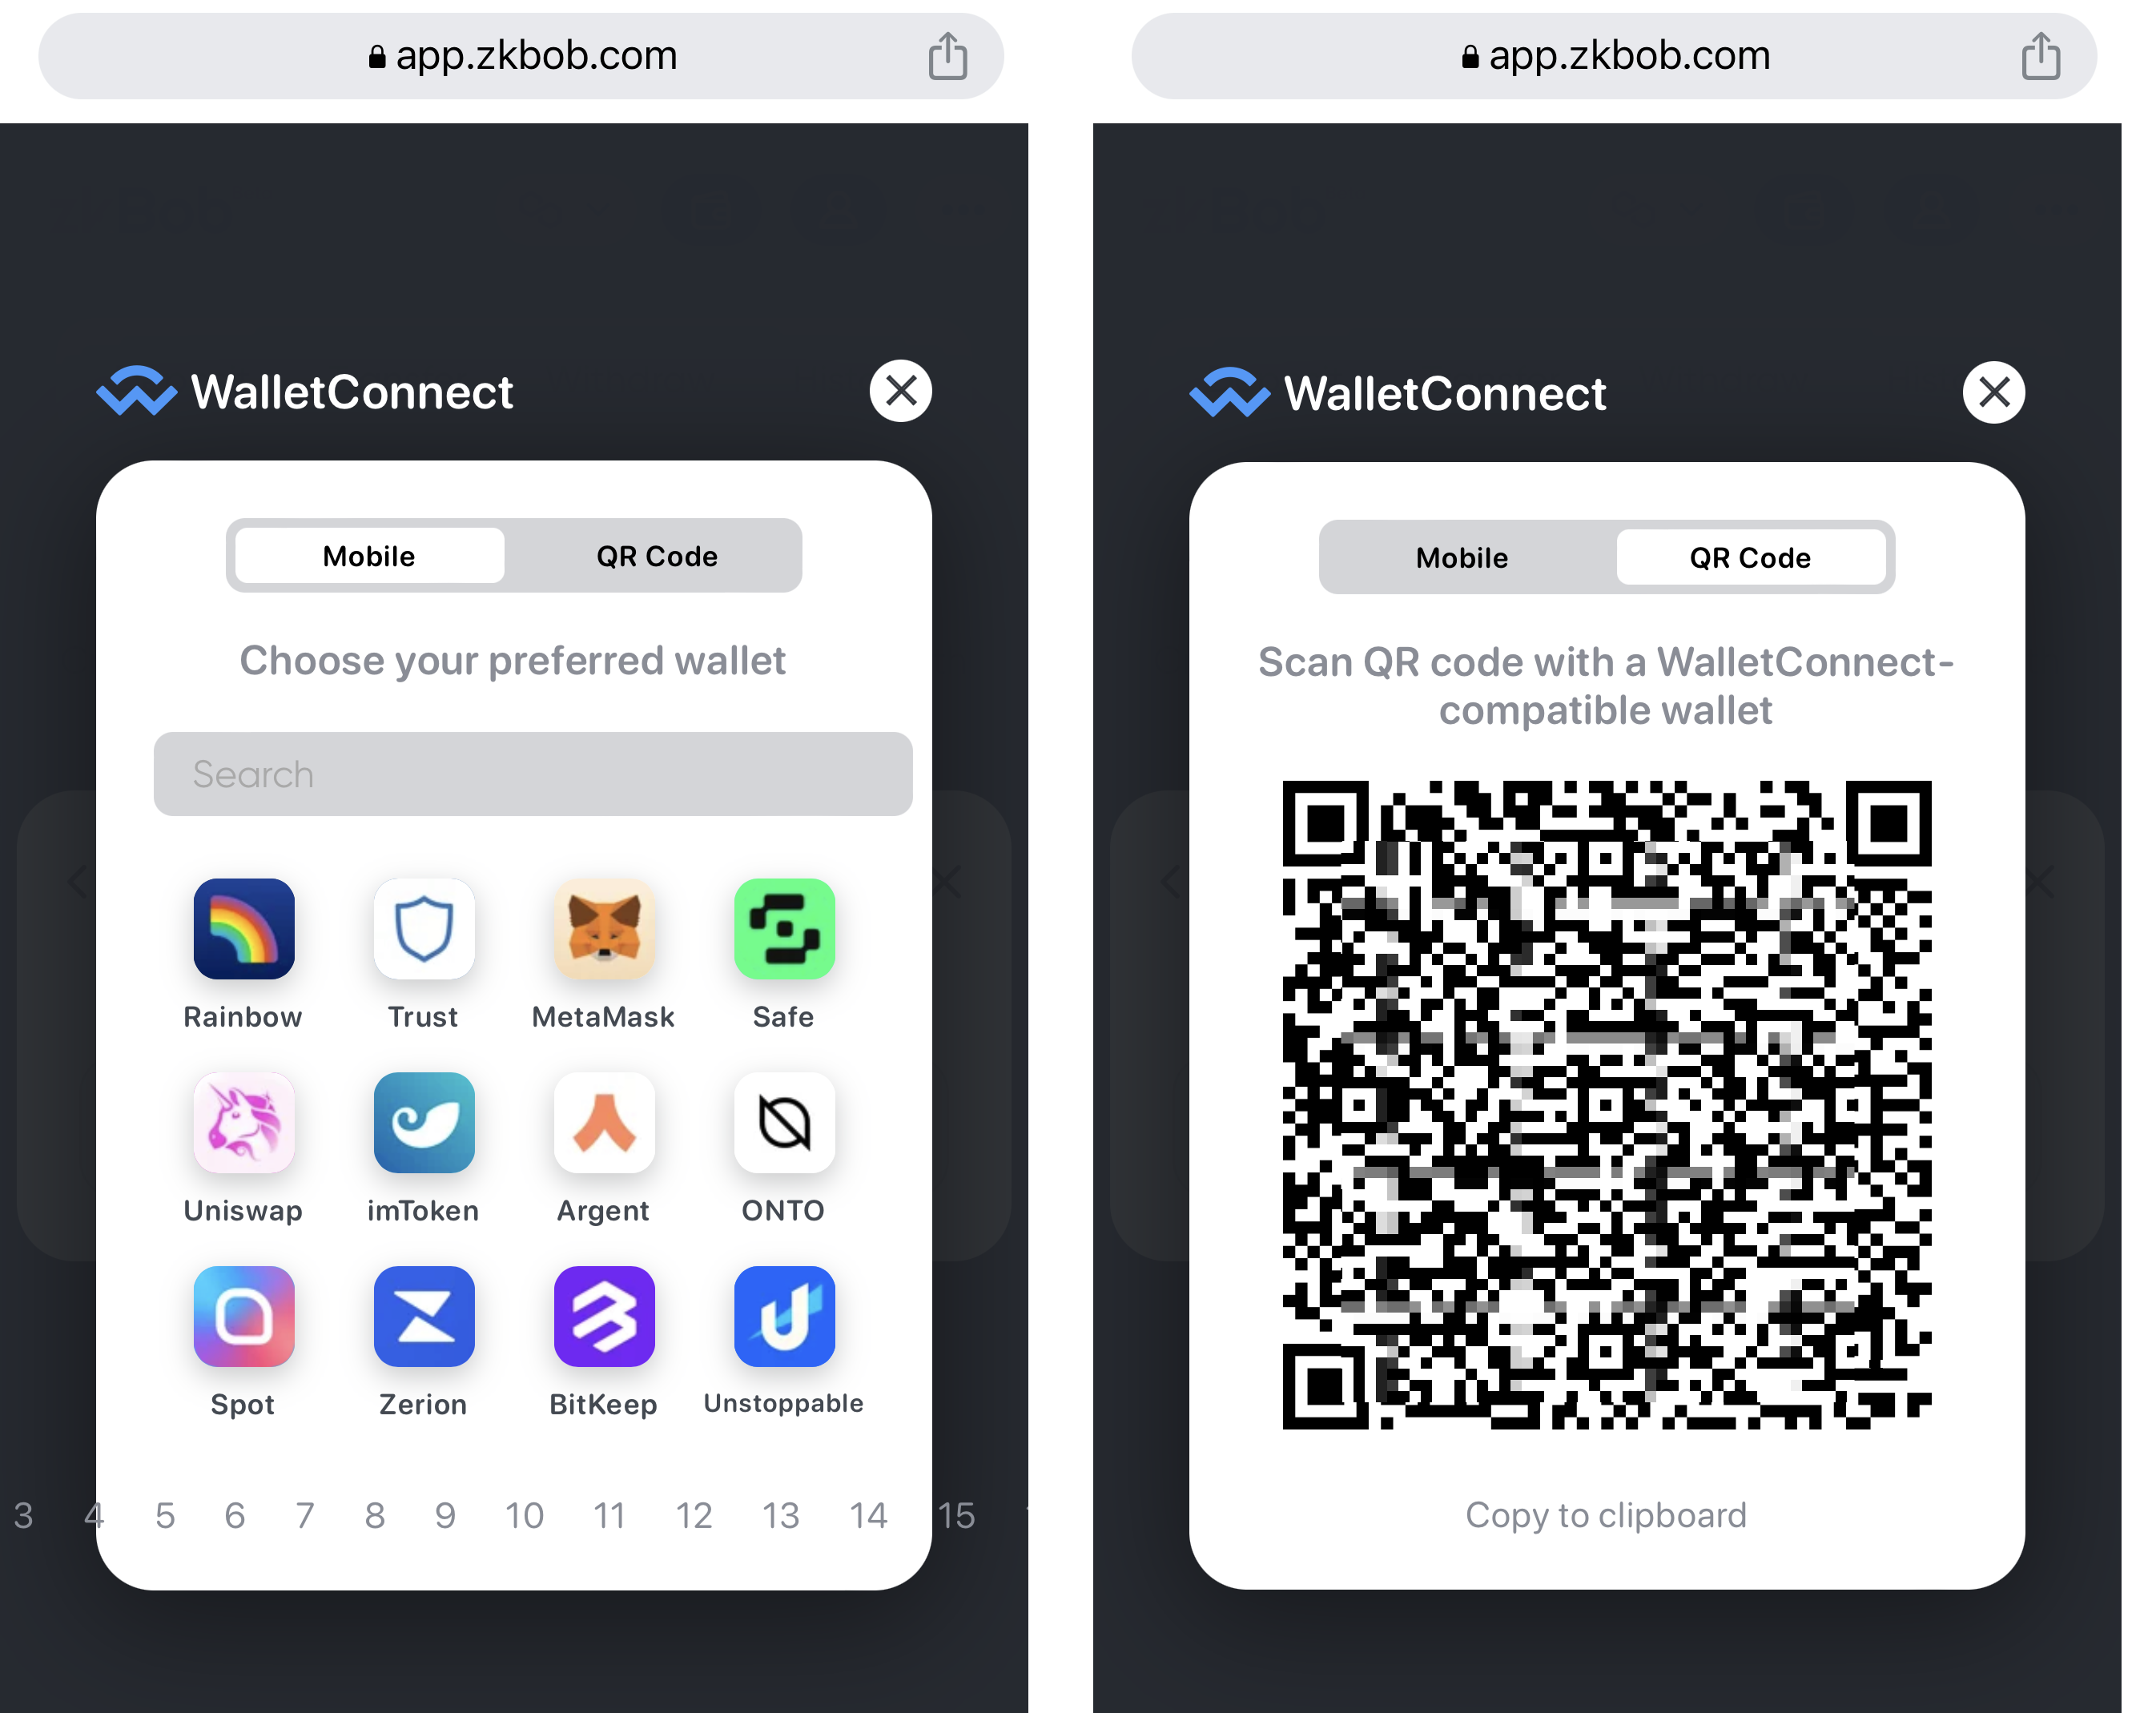 app.zkbob.com
WalletConnect
Mobile QR Code
Choose your preferred wallet
Search
Rainbow Trust MetaMask Safe
Uniswap imToken Argent ONTO
Spot Zerion BitKeep Unstoppable
3 4 5 6 7 8 9 10 11 12 13 14 15
app.zkbob.com
WalletConnect
Mobile QR Code
Scan QR code with a WalletConnect-
compatible wallet
Copy to clipboard